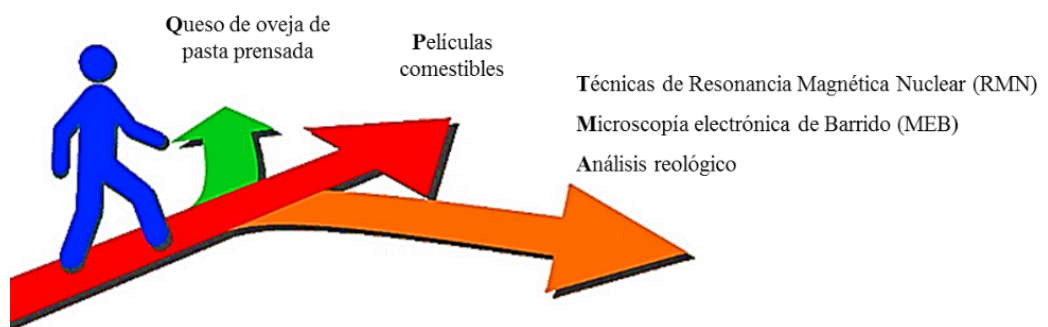 Queso de oveja de
pasta prensada
Películas
comestibles
Técnicas de Resonancia Magnética Nuclear (RMN)
Microscopía electrónica de Barrido (MEB)
Análisis reológico